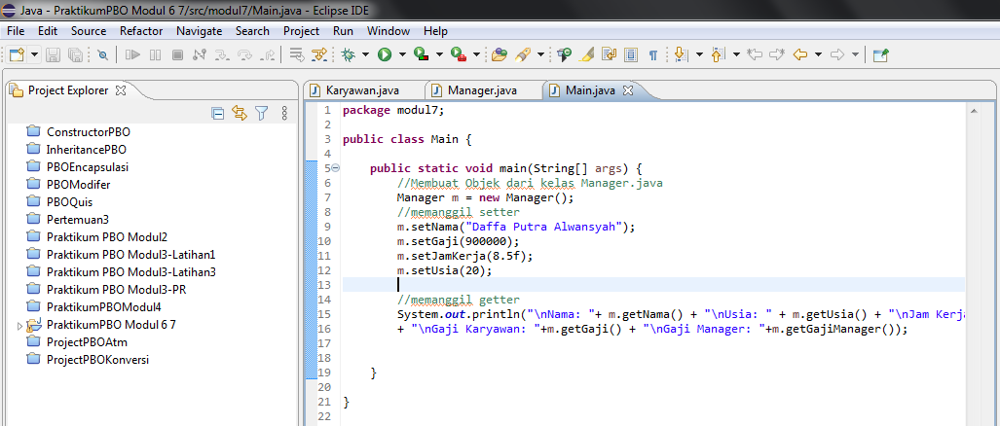 Java - PraktikumPBO Modul 6 7/src/modul7/Main.java - Eclipse IDE
File Edit Source Refactor Navigate Search Project Run Window Help
Project Explorer
ConstructorPBO
InheritancePBO
PBOEncapsulasi
PBOModifer
PBOQuis
Pertemuan3
Praktikum PBO Modul2
Praktikum PBO Modul3-Latihan1
Praktikum PBO Modul3-Latihan3
Praktikum PBO Modul3-PR
PraktikumPBOModul4
PraktikumPBO Modul 6 7
ProjectPBOAtm
ProjectPBOKonversi
Karyawan.java Manager.java Main.java
1 package modul7;
2
3 public class Main {
4
5 public static void main(String[] args) {
6 //Membuat Objek dari kelas Manager.java
7 Manager m = new Manager();
8 //memanggil setter
9 m.setNama("Daffa Putra Alwansyah");
10 m.setGaji(900000);
11 m.setJamKerja(8.5f);
12 m.setUsia(20);
13
14 //memanggil getter
15 System.out.println("\nNama: "+ m.getNama() + "\nUsia: " + m.getUsia() + "\nJam Kerj
16 + "\nGaji Karyawan: "+m.getGaji() + "\nGaji Manager: "+m.getGajiManager());
17
18
19 }
20
21 }
22